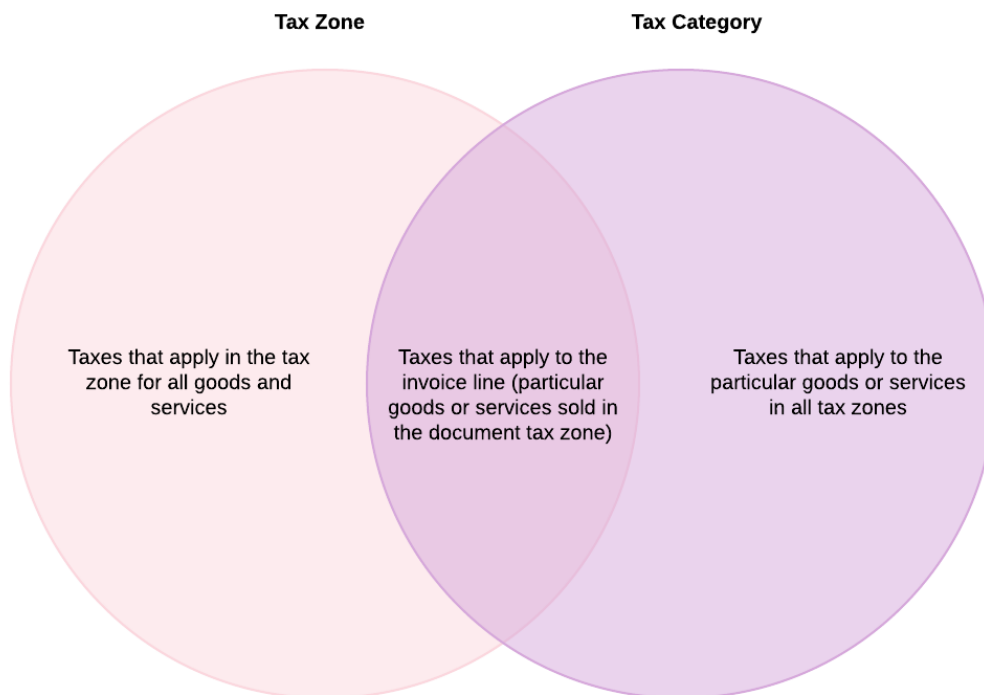 Tax Zone
Tax Category
Taxes that apply in the tax
zone for all goods and
services
Taxes that apply to the
invoice line (particular
goods or services sold in
the document tax zone)
Taxes that apply to the
particular goods or services
in all tax zones